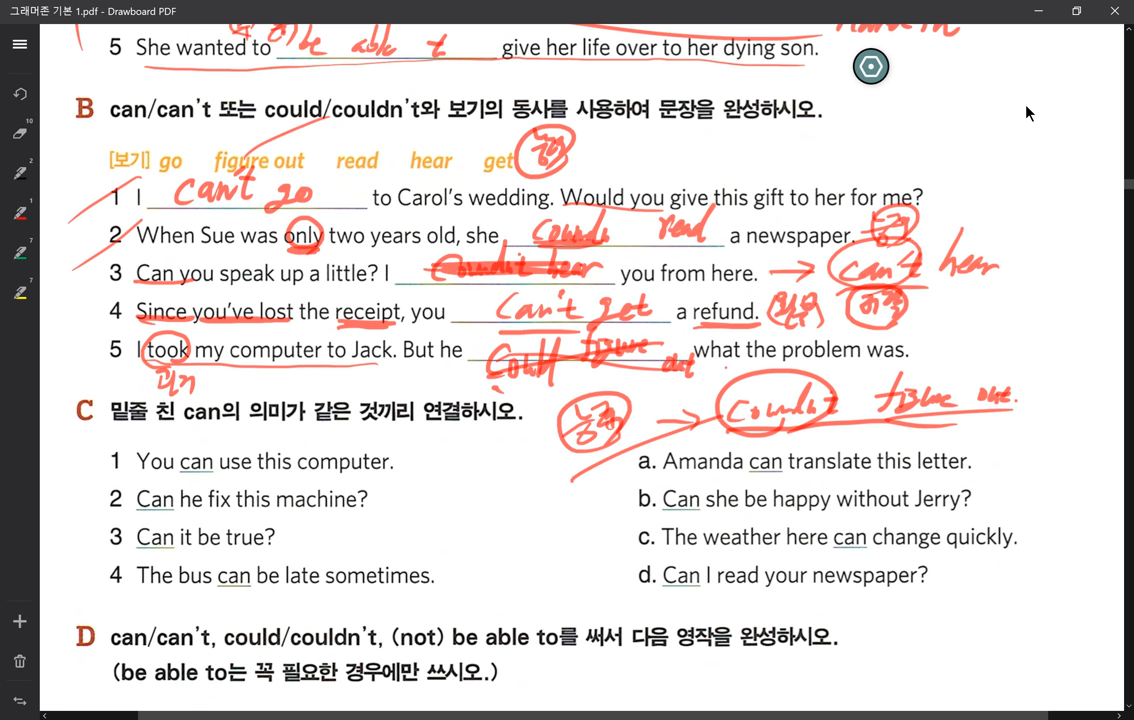 그래머존 기본 1.pdf - Drawboard PDF
5 She wanted to be able t give her life over to her dying son.
B can/can't 또는 could/couldn't와 보기의 동사를 사용하여 문장을 완성하시오.
[보기] go figure out read hear get
1 I can't go to Carol's wedding. Would you give this gift to her for me?
2 When Sue was only two years old, she read a newspaper.
3 Can you speak up a little? I couldn't hear you from here. → can't hear
4 Since you've lost the receipt, you can't get a refund.
5 I took my computer to Jack. But he could figure out what the problem was.
과거
C 밑줄 친 can의 의미가 같은 것끼리 연결하시오.
능력 → couldn't figure out.
1 You can use this computer. a. Amanda can translate this letter.
2 Can he fix this machine? b. Can she be happy without Jerry?
3 Can it be true? c. The weather here can change quickly.
4 The bus can be late sometimes. d. Can I read your newspaper?
D can/can't, could/couldn't, (not) be able to를 써서 다음 영작을 완성하시오.
(be able to는 꼭 필요한 경우에만 쓰시오.)